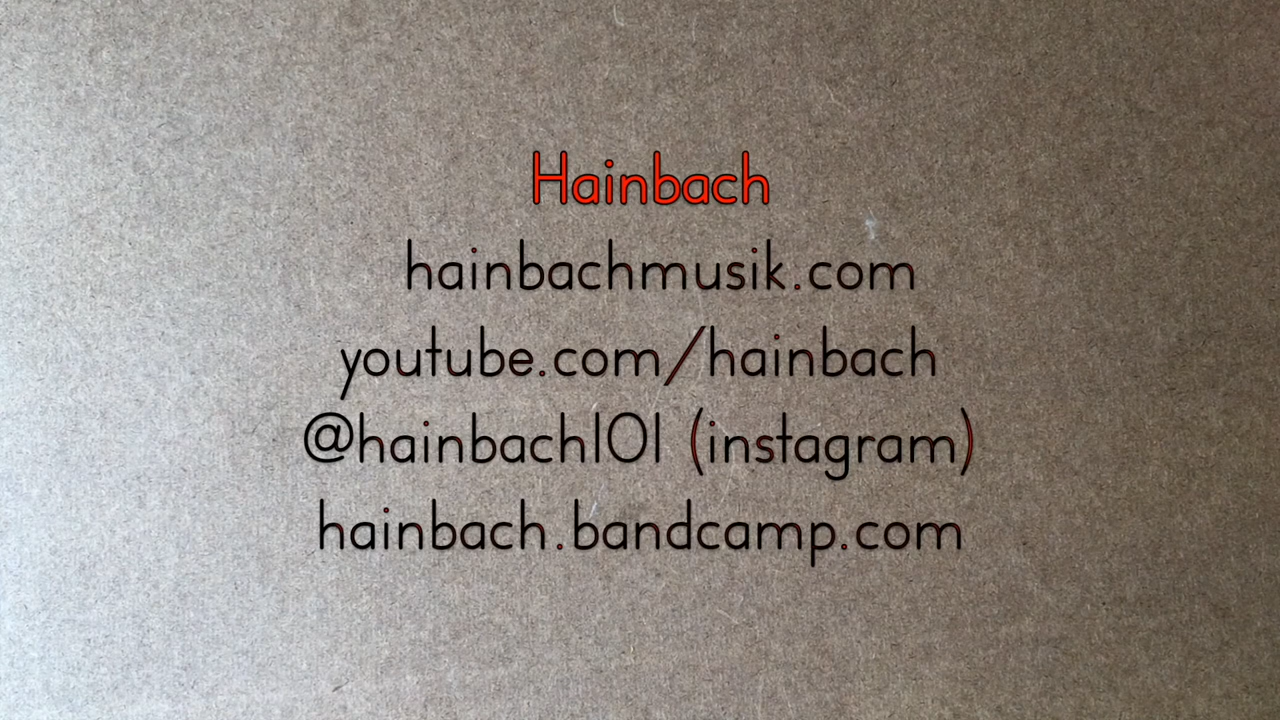 Hainbach
hainbachmusik.com
youtube.com/hainbach
@hainbach101 (instagram)
hainbach.bandcamp.com